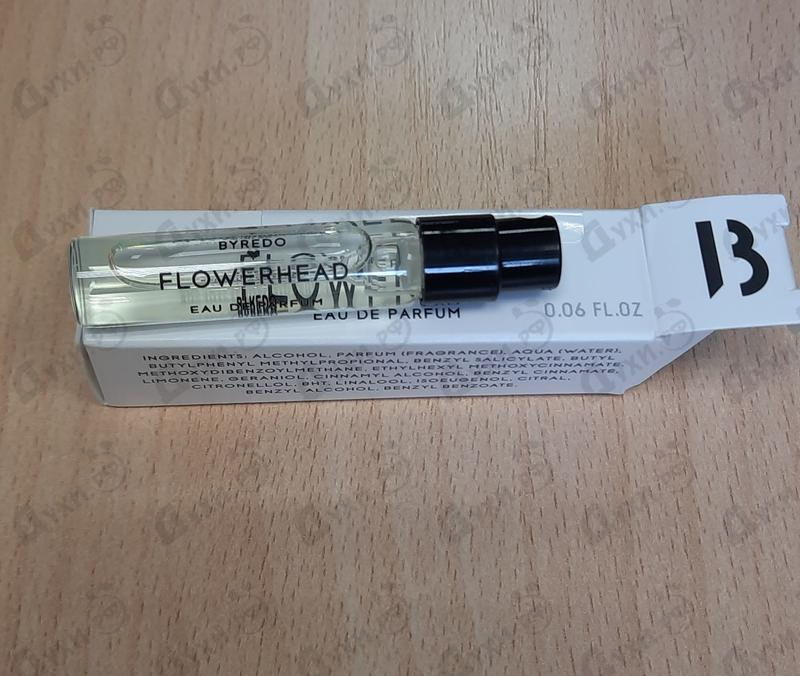 BYREDO
FLOWERHEAD
EAU DE PARFUM
EAU DE PARFUM
0.06 FL.OZ
B
INGREDIENTS: ALCOHOL, PARFUM (FRAGRANCE), AQUA (WATER),
BUTYLPHENYL METHYLPROPIONAL, BENZYL SALICYLATE, BUTYL
METHOXYDIBENZOYLMETHANE, ETHYLHEXYL METHOXYCINNAMATE,
LIMONENE, GERANIOL, CINNAMYL ALCOHOL, BENZYL CINNAMATE,
CITRONELLOL, BHT, LINALOOL, ISOEUGENOL, CITRAL,
BENZYL ALCOHOL, BENZYL BENZOATE.
Духи.рф